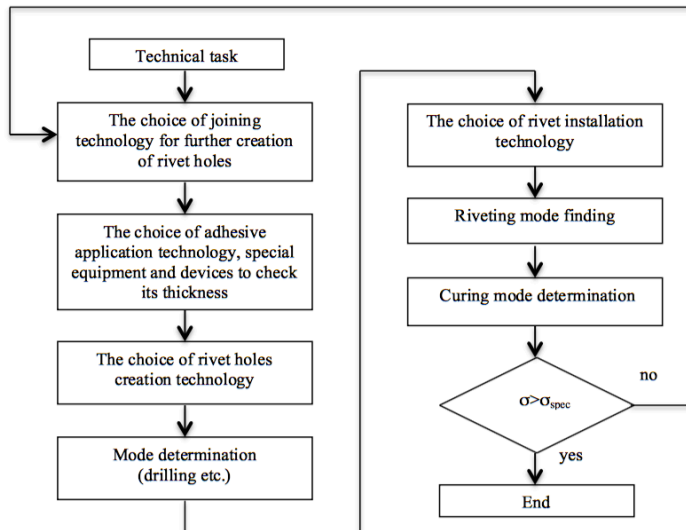 Technical task
The choice of joining
technology for further creation
of rivet holes
The choice of adhesive
application technology, special
equipment and devices to check
its thickness
The choice of rivet holes
creation technology
Mode determination
(drilling etc.)
The choice of rivet installation
technology
Riveting mode finding
Curing mode determination
σ>σspec
no
yes
End